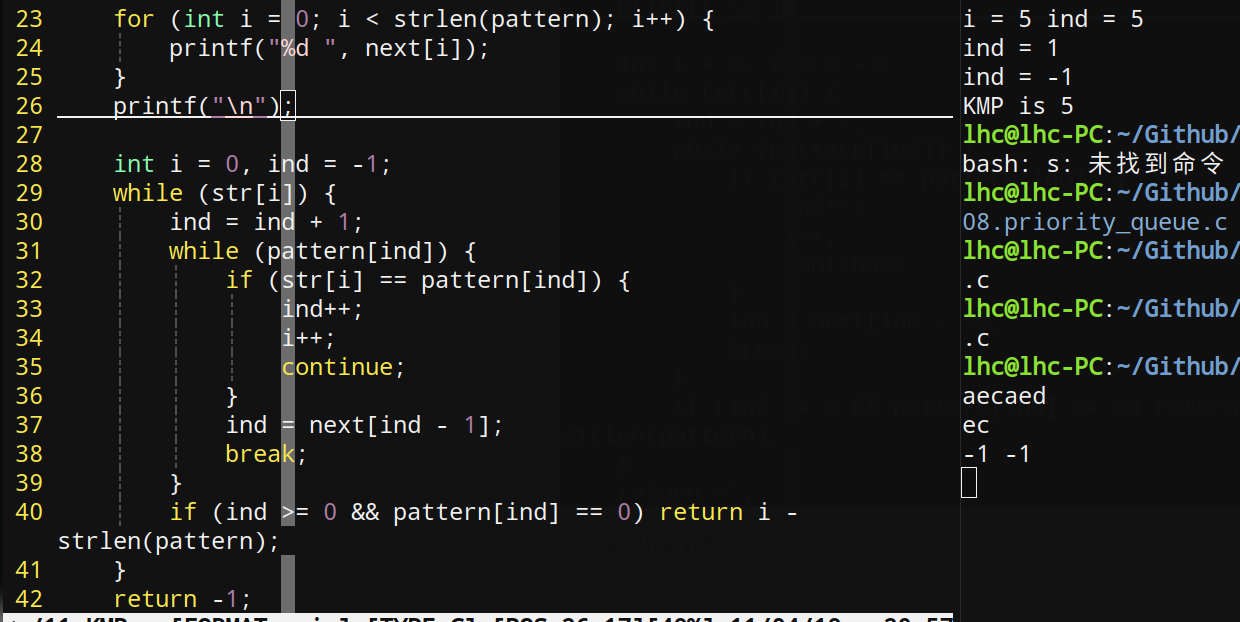 23     for (int i = 0; i < strlen(pattern); i++) {
24         printf("%d ", next[i]);
25     }
26     printf("\n");
27
28     int i = 0, ind = -1;
29     while (str[i]) {
30         ind = ind + 1;
31         while (pattern[ind]) {
32             if (str[i] == pattern[ind]) {
33                 ind++;
34                 i++;
35                 continue;
36             }
37             ind = next[ind - 1];
38             break;
39         }
40         if (ind >= 0 && pattern[ind] == 0) return i -
strlen(pattern);
41     }
42     return -1;
i = 5 ind = 5
ind = 1
ind = -1
KMP is 5
lhc@lhc-PC:~/Github/
bash: s: 未找到命令
lhc@lhc-PC:~/Github/
08.priority_queue.c
lhc@lhc-PC:~/Github/
.c
lhc@lhc-PC:~/Github/
.c
lhc@lhc-PC:~/Github/
aecaed
ec
-1 -1